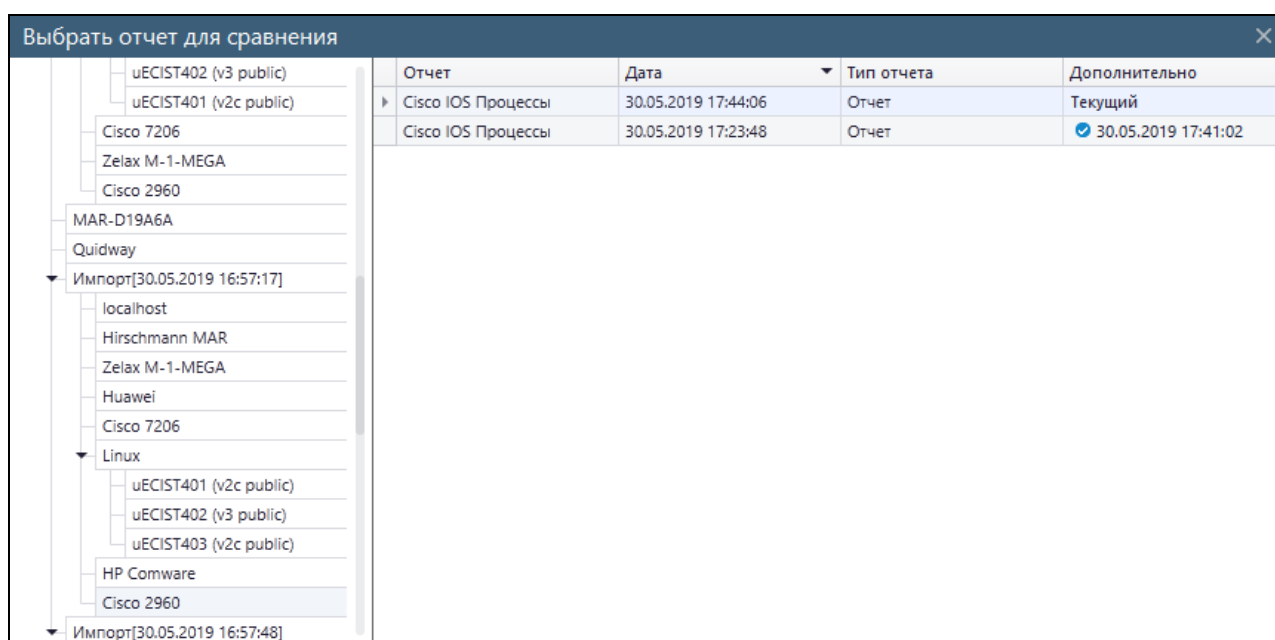 Выбрать отчет для сравнения
uECIST402 (v3 public)
uECIST401 (v2c public)
Cisco 7206
Zelax M-1-MEGA
Cisco 2960
MAR-D19A6A
Quidway
Импорт[30.05.2019 16:57:17]
localhost
Hirschmann MAR
Zelax M-1-MEGA
Huawei
Cisco 7206
Linux
uECIST401 (v2c public)
uECIST402 (v3 public)
uECIST403 (v2c public)
HP Comware
Cisco 2960
Импорт[30.05.2019 16:57:48]
Отчет Дата Тип отчета Дополнительно
Cisco IOS Процессы 30.05.2019 17:44:06 Отчет Текущий
Cisco IOS Процессы 30.05.2019 17:23:48 Отчет 30.05.2019 17:41:02